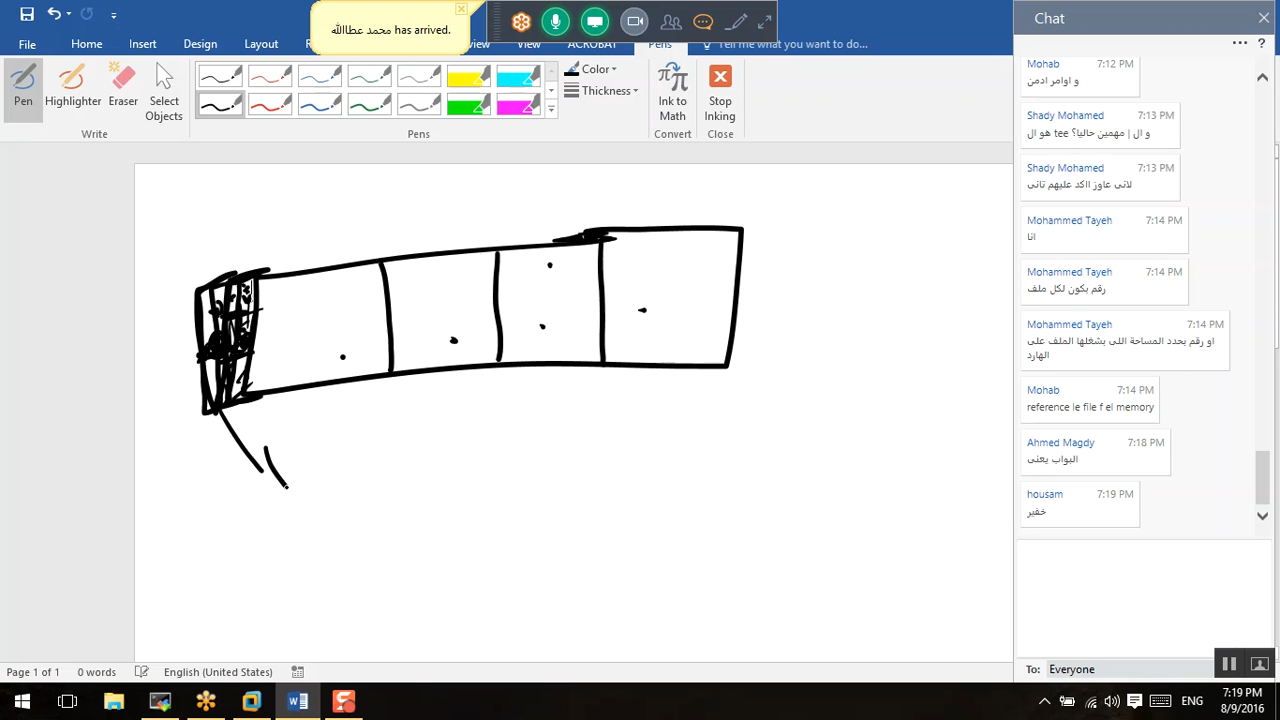 محمد عطاالله has arrived.
File
Home
Insert
Design
Layout
View
ACROBAT
Pens
Tell me what you want to do...
Pen
Highlighter
Eraser
Select Objects
Color
Thickness
Ink to Math
Stop Inking
Write
Pens
Convert
Close
Chat
Mohab 7:12 PM
و اوامر ادمن
Shady Mohamed 7:13 PM
و ال | مهمين حاليا؟ tee هو ال
Shady Mohamed 7:13 PM
لانى عاوز ااكد عليهم تانى
Mohammed Tayeh 7:14 PM
انا
Mohammed Tayeh 7:14 PM
رقم بكون لكل ملف
Mohammed Tayeh 7:14 PM
او رقم يحدد المساحة اللى بشغلها الملف على
الهارد
Mohab 7:14 PM
reference le file f el memory
Ahmed Magdy 7:18 PM
البواب يعنى
housam 7:19 PM
خفير
To: Everyone
Page 1 of 1 0 words English (United States)
ENG
7:19 PM
8/9/2016